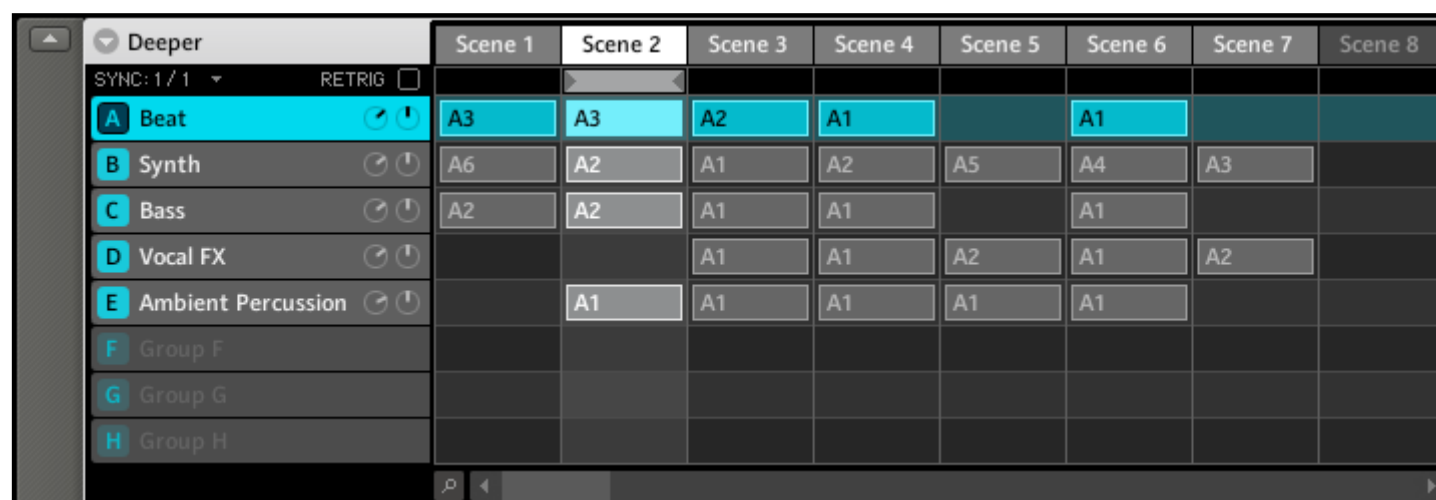 Deeper Scene 1 Scene 2 Scene 3 Scene 4 Scene 5 Scene 6 Scene 7 Scene 8
SYNC: 1 / 1 RETRIG
A Beat A3 A3 A2 A1 A1
B Synth A6 A2 A1 A2 A5 A4 A3
C Bass A2 A2 A1 A1 A1
D Vocal FX A1 A1 A2 A1 A2
E Ambient Percussion A1 A1 A1 A1 A1
F Group F
G Group G
H Group H